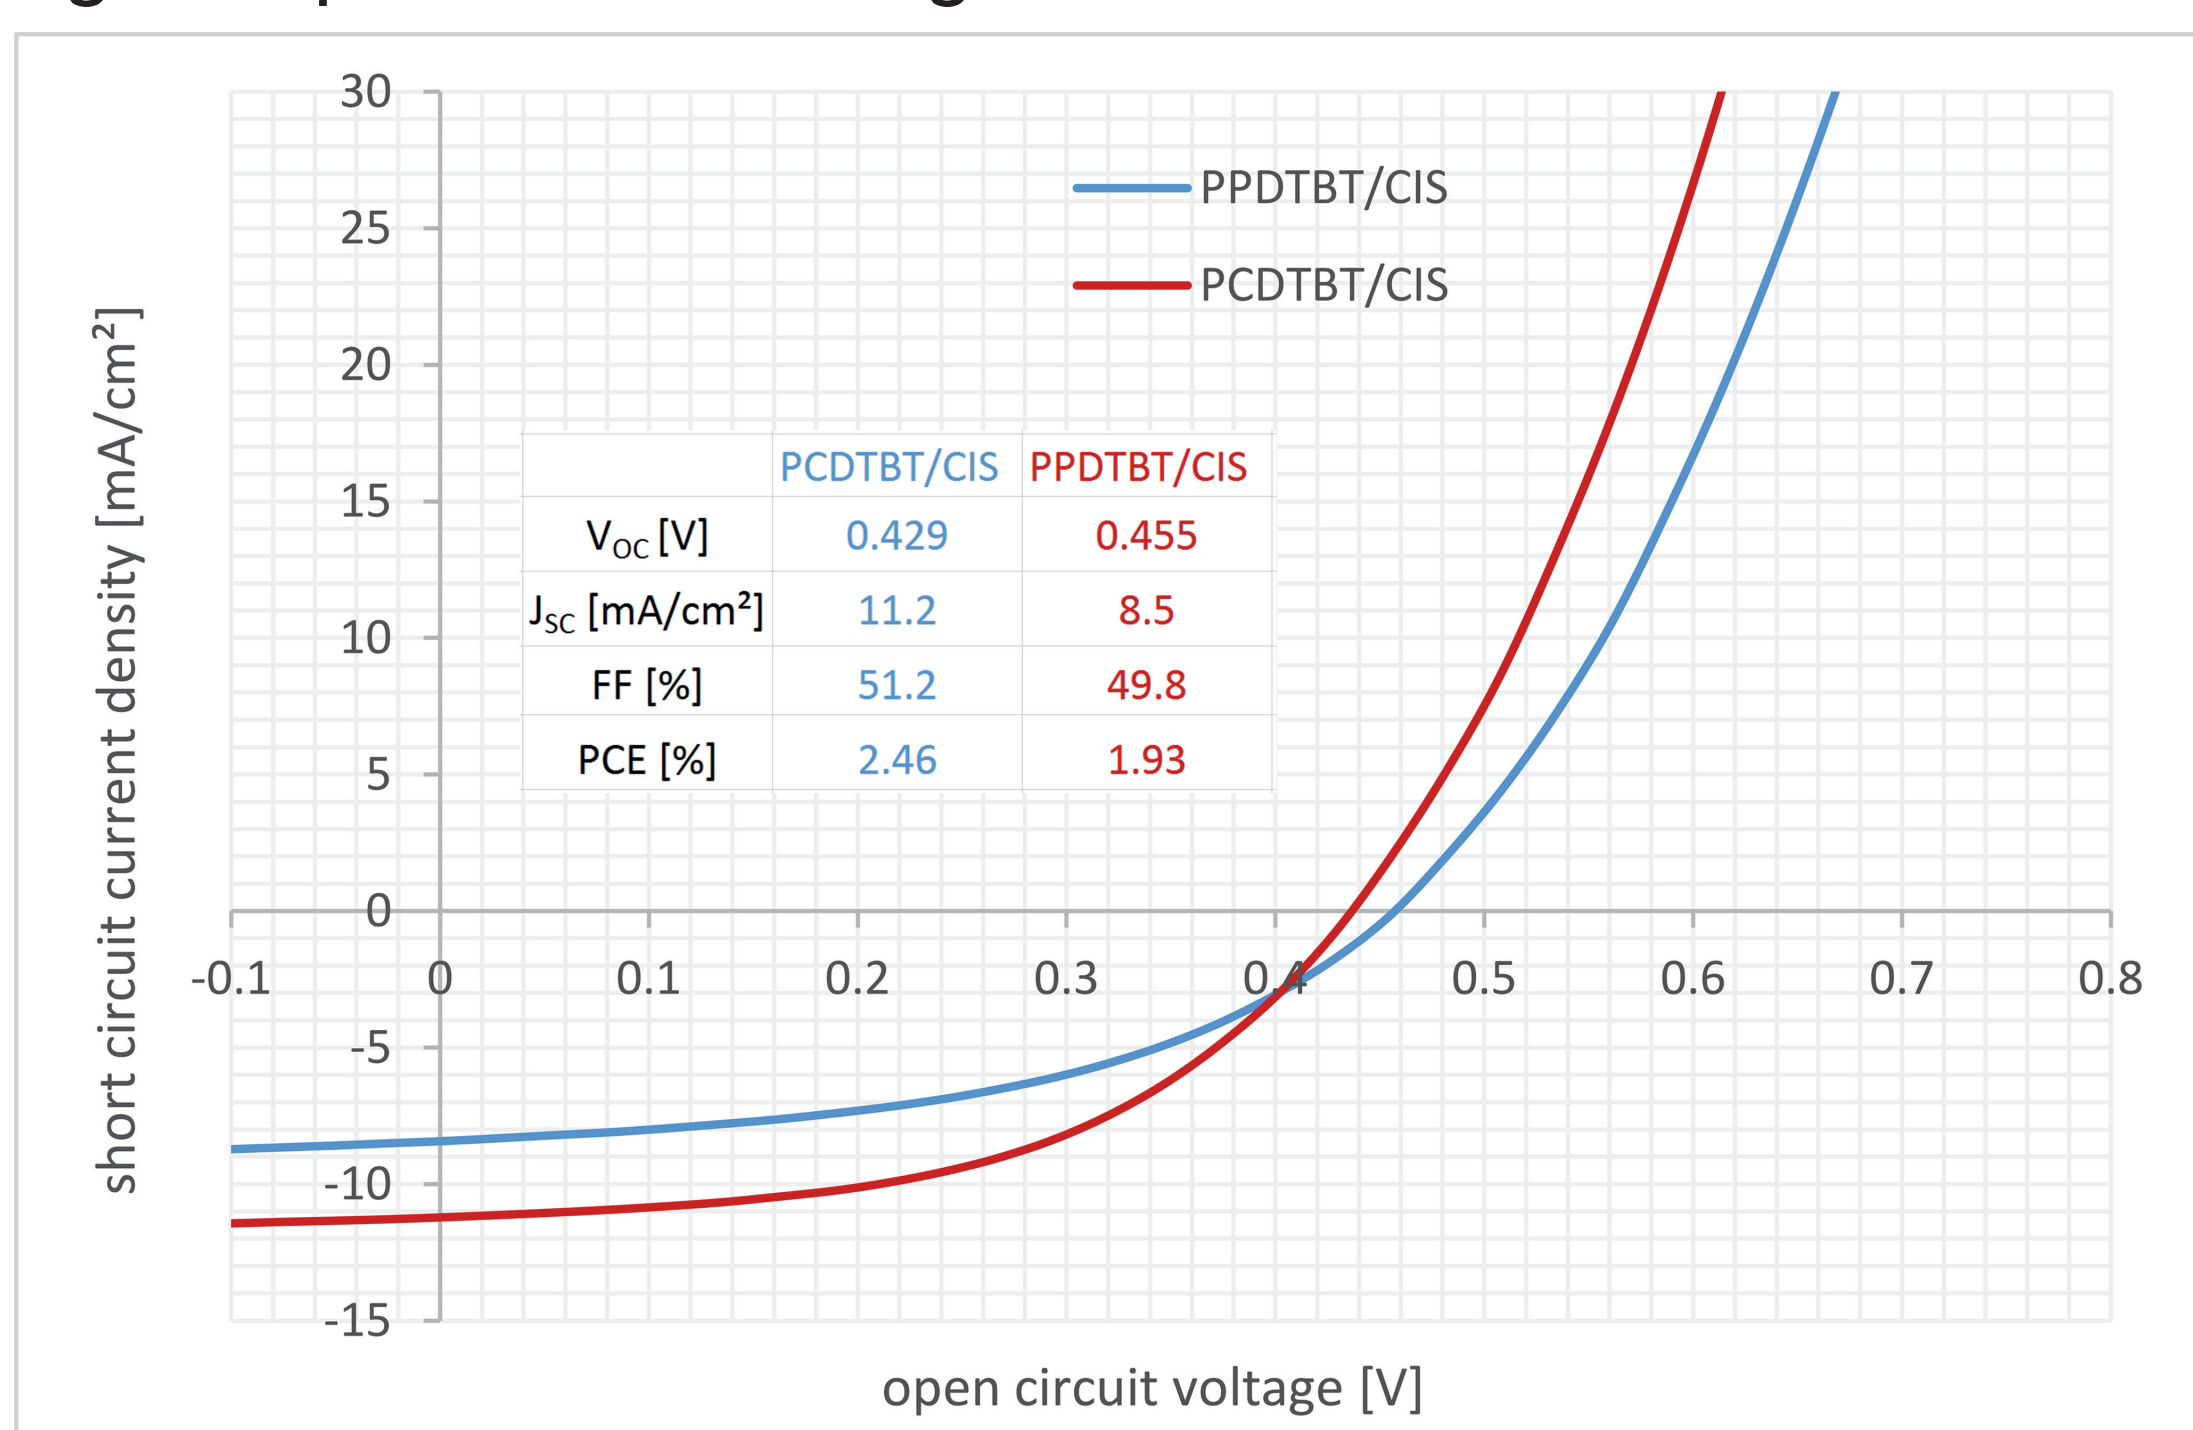 30
25
20
15
10
5
0
-5
-10
-15
-0.1 0 0.1 0.2 0.3 0.4 0.5 0.6 0.7 0.8
short circuit current density [mA/cm²]
open circuit voltage [V]
PPDTBT/CIS
PCDTBT/CIS
PCDTBT/CIS PPDTBT/CIS
VOC [V] 0.429 0.455
JSC [mA/cm²] 11.2 8.5
FF [%] 51.2 49.8
PCE [%] 2.46 1.93